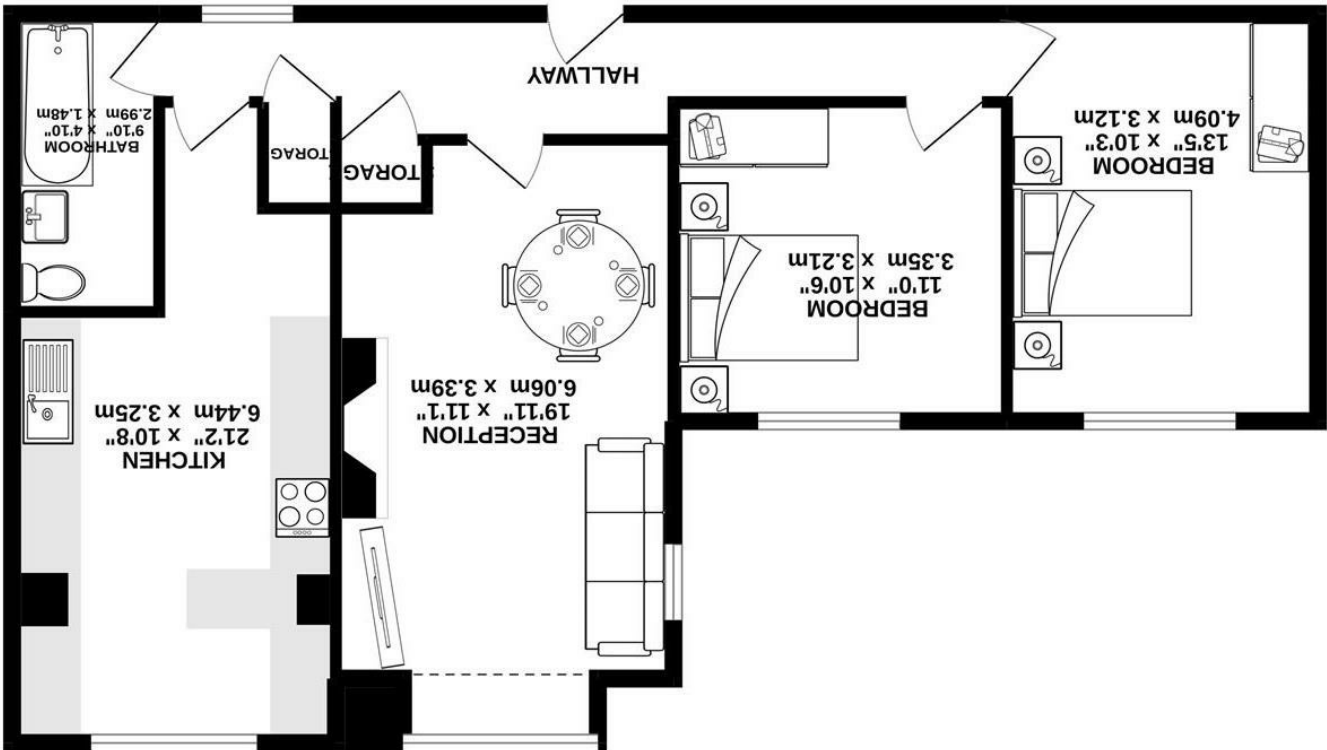 KITCHEN
21'2" x 10'8"
6.44m x 3.25m
RECEPTION
19'11" x 11'1"
6.06m x 3.39m
BEDROOM
11'0" x 10'6"
3.35m x 3.21m
BEDROOM
13'5" x 10'3"
4.09m x 3.12m
TORAG
STORAG
BATHROOM
9'10" x 4'10"
2.99m x 1.48m
HALLWAY